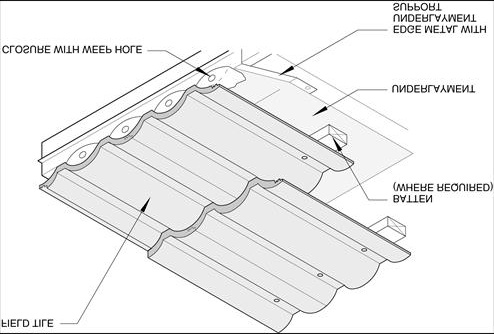 FIELD TILE
BATTEN
(WHERE REQUIRED)
UNDERLAYMENT
CLOSURE WITH WEEP HOLE
EDGE METAL WITH
UNDERLAYMENT
SUPPORT